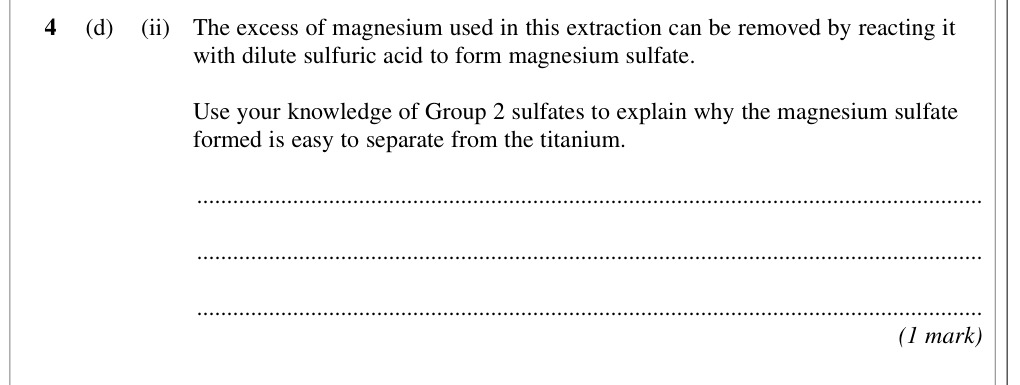 4 (d) (ii) The excess of magnesium used in this extraction can be removed by reacting it
with dilute sulfuric acid to form magnesium sulfate.
Use your knowledge of Group 2 sulfates to explain why the magnesium sulfate
formed is easy to separate from the titanium.
(1 mark)